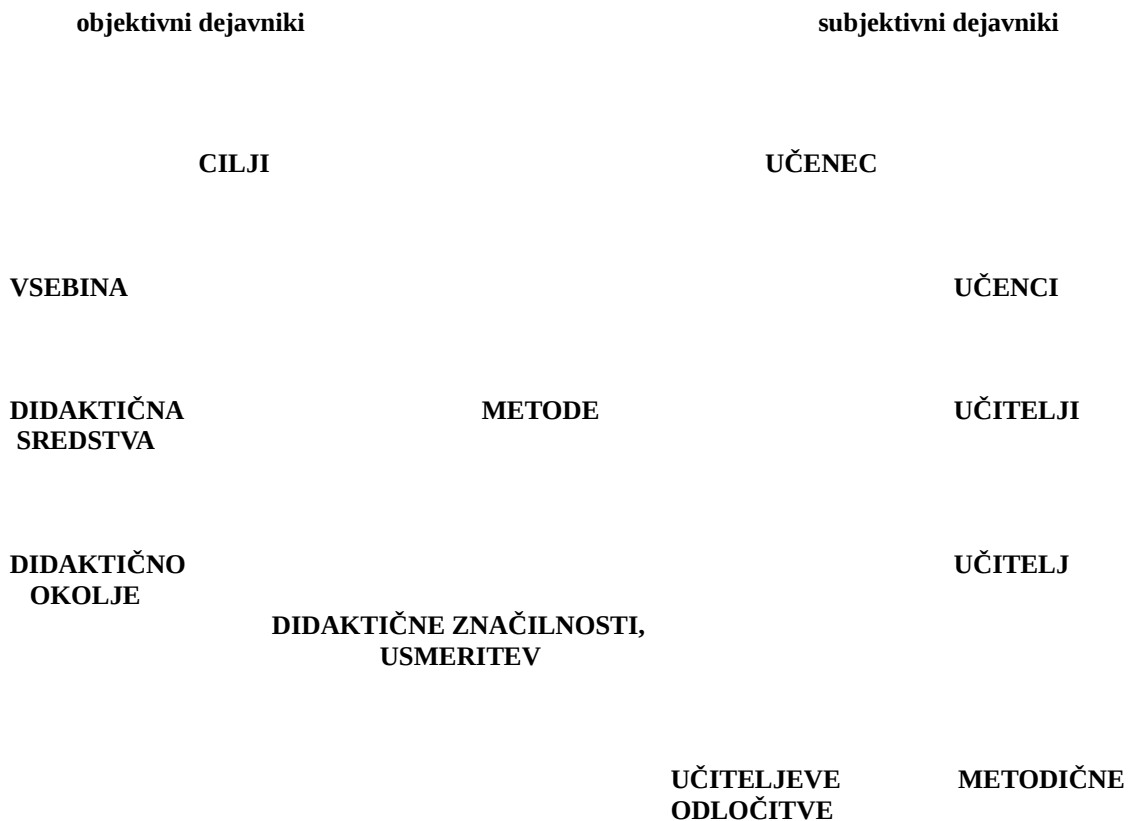 objektivni dejavniki subjektivni dejavniki
CILJI UČENEC
VSEBINA UČENCI
DIDAKTIČNA METODE UČITELJI
SREDSTVA
DIDAKTIČNO UČITELJ
OKOLJE
DIDAKTIČNE ZNAČILNOSTI,
USMERITEV
UČITELJEVE METODIČNE
ODLOČITVE